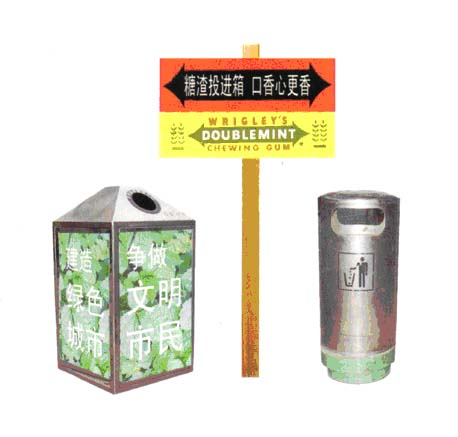 糖渣投进箱 口香心更香
WRIGLEY'S
DOUBLEMINT
CHEWING GUM
建造
绿色
城市
争做
文明
市民